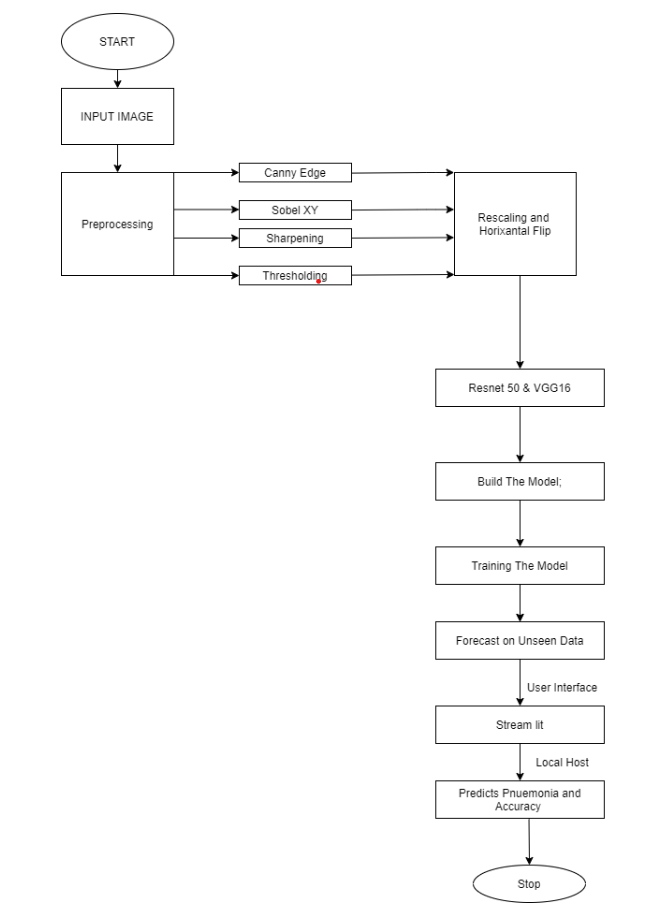 START
INPUT IMAGE
Preprocessing
Canny Edge
Sobel XY
Sharpening
Thresholding
Rescaling and
Horixantal Flip
Resnet 50 & VGG16
Build The Model;
Training The Model
Forecast on Unseen Data
User Interface
Stream lit
Local Host
Predicts Pnuemonia and
Accuracy
Stop